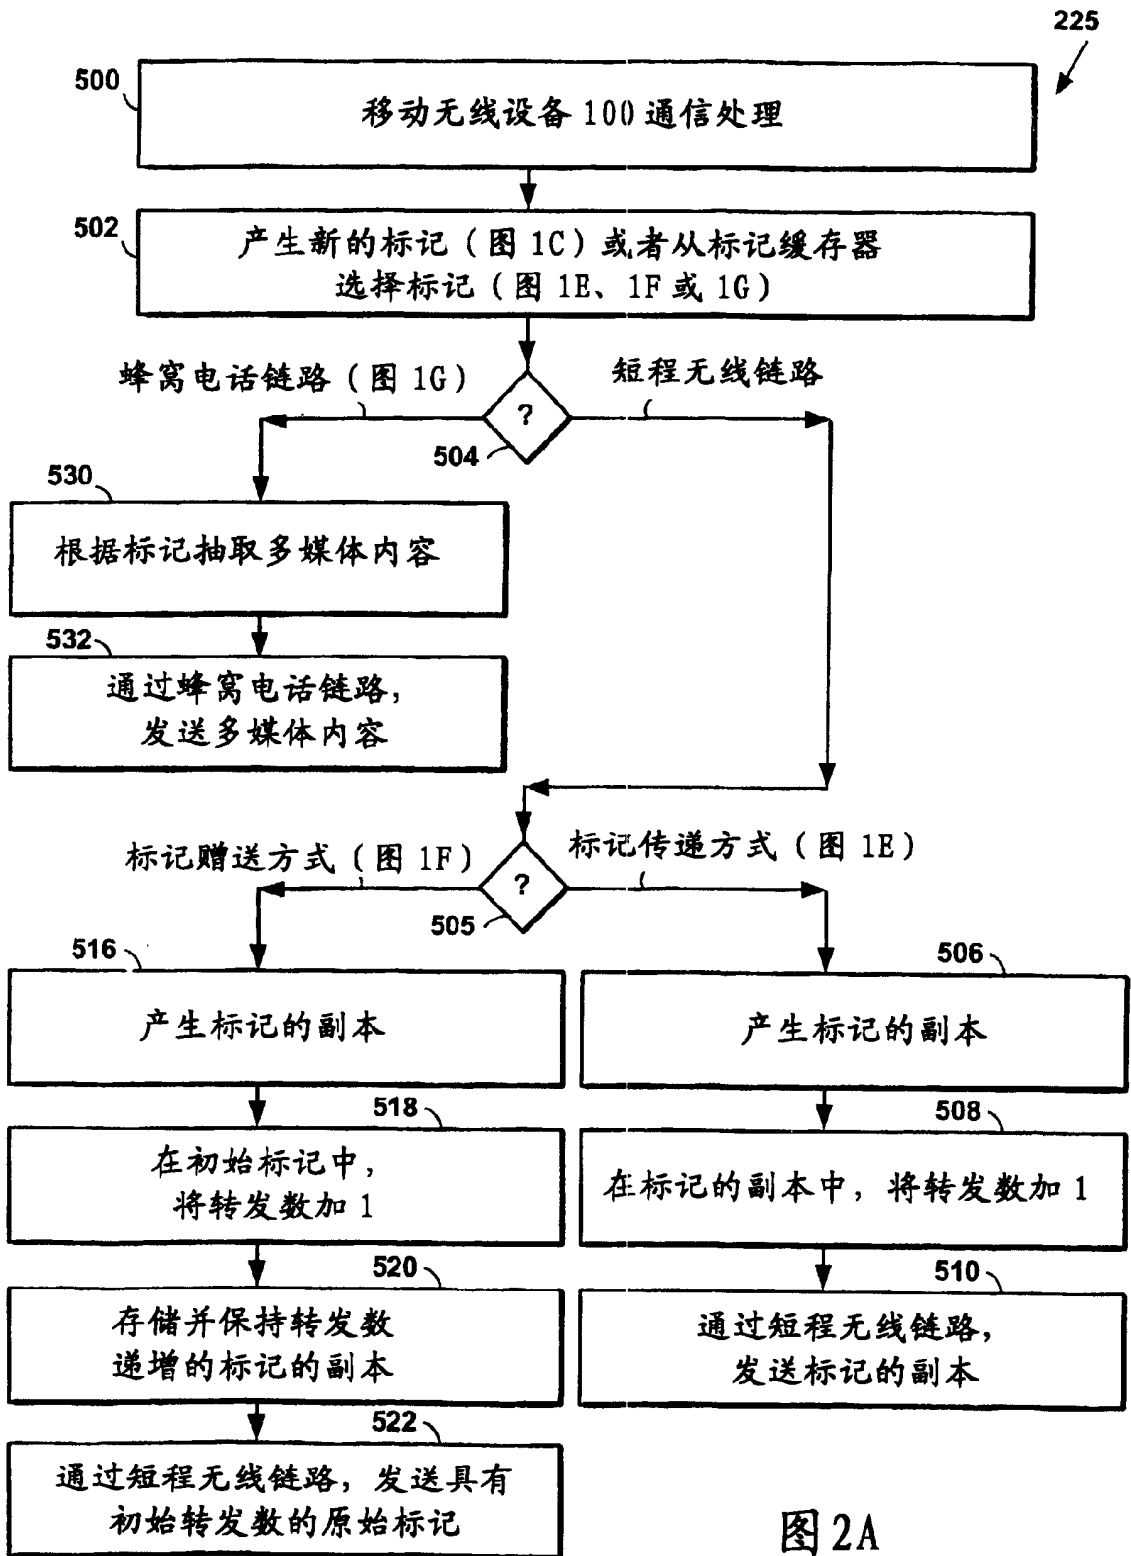 225
500
移动无线设备 100 通信处理
502
产生新的标记（图 1C）或者从标记缓存器
选择标记（图 1E、1F或 1G）
蜂窝电话链路（图 1G）
短程无线链路
?
504
530
根据标记抽取多媒体内容
532
通过蜂窝电话链路，
发送多媒体内容
标记赠送方式（图 1F）
标记传递方式（图 1E）
?
505
516
产生标记的副本
506
产生标记的副本
518
在初始标记中，
将转发数加 1
508
在标记的副本中，将转发数加 1
520
存储并保持转发数
递增的标记的副本
510
通过短程无线链路，
发送标记的副本
522
通过短程无线链路，发送具有
初始转发数的原始标记
图 2A